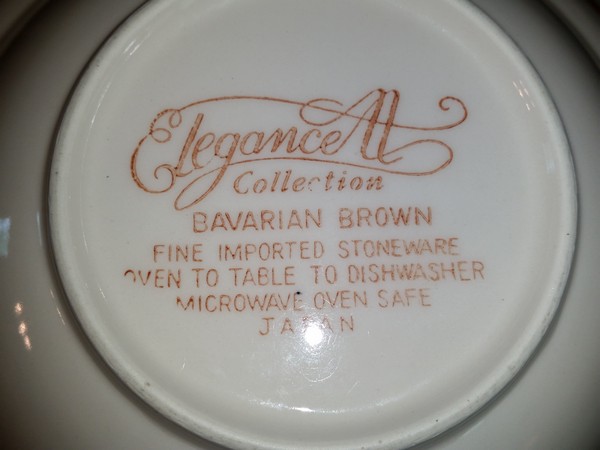 Elegance II
Collection
BAVARIAN BROWN
FINE IMPORTED STONEWARE
OVEN TO TABLE TO DISHWASHER
MICROWAVE OVEN SAFE
JAPAN